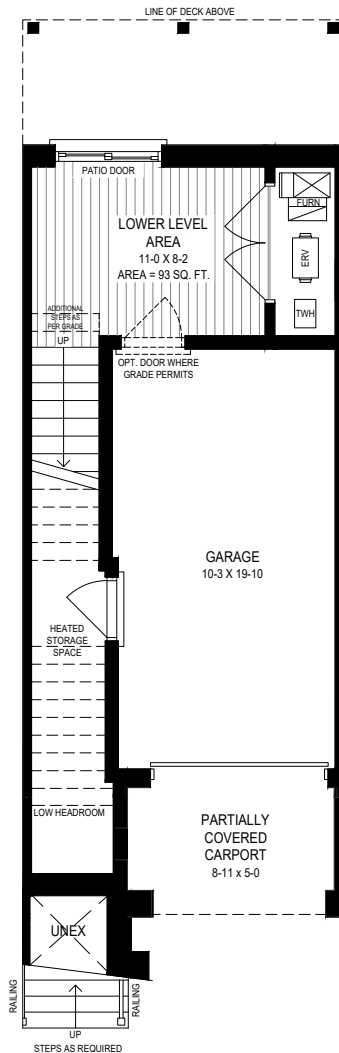 LINE OF DECK ABOVE
PATIO DOOR
LOWER LEVEL
AREA
11-0 X 8-2
AREA = 93 SQ. FT.
FURN
ERV
TWH
ADDITIONAL
STEPS AS
PER GRADE
UP
OPT. DOOR WHERE
GRADE PERMITS
GARAGE
10-3 X 19-10
HEATED
STORAGE
SPACE
LOW HEADROOM
PARTIALLY
COVERED
CARPORT
8-11 x 5-0
UNEX
RAILING
RAILING
UP
STEPS AS REQUIRED